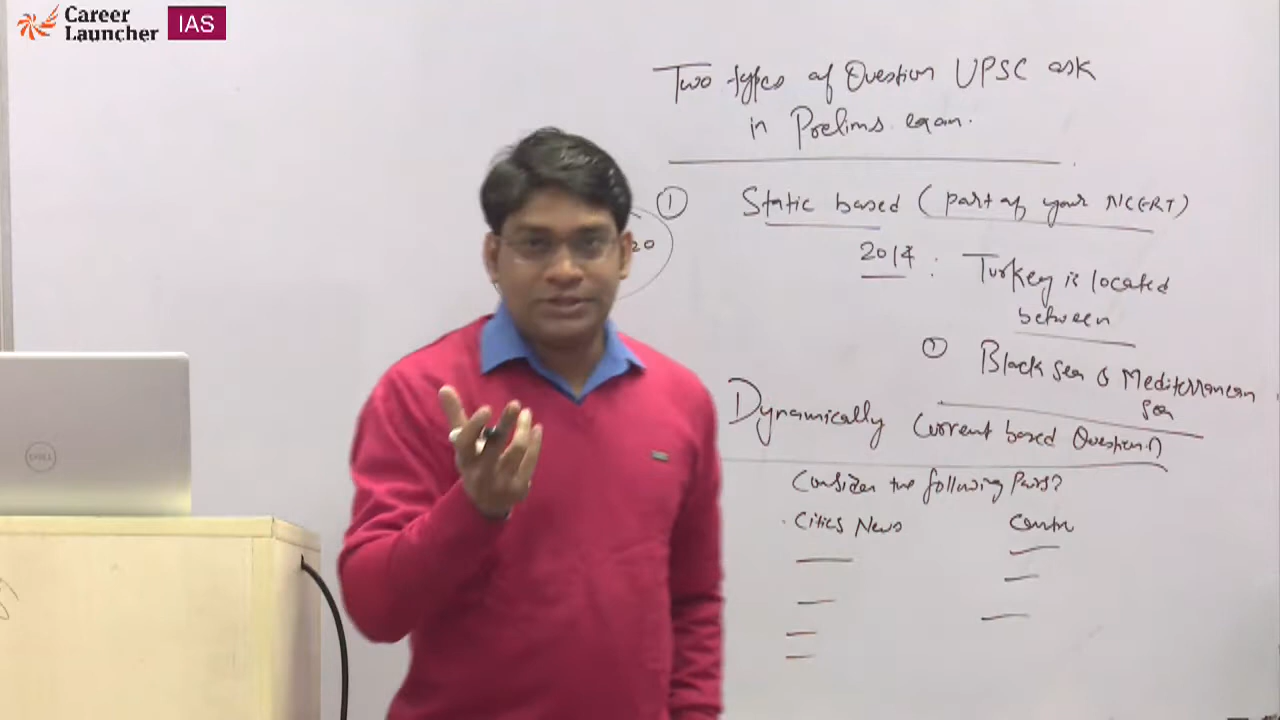 Career
Launcher
IAS
Two types of Question UPSC ask
in Prelims exam.
① Static based (part of your NCERT)
20
2014 : Turkey is located
between
① Black sea & Mediterranean
sea
Dynamically Current based Question
Consider the following Pairs?
Cities News
DELL